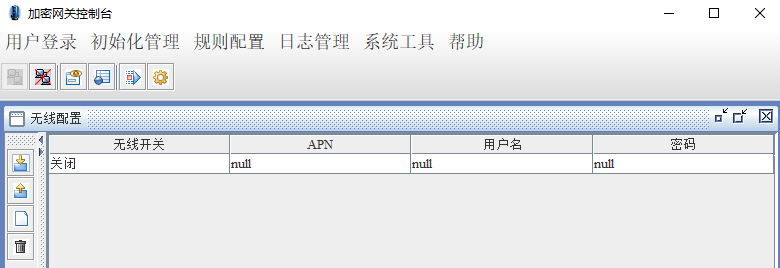 加密网关控制台
用户登录 初始化管理 规则配置 日志管理 系统工具 帮助
无线配置
无线开关 APN 用户名 密码
关闭 null null null